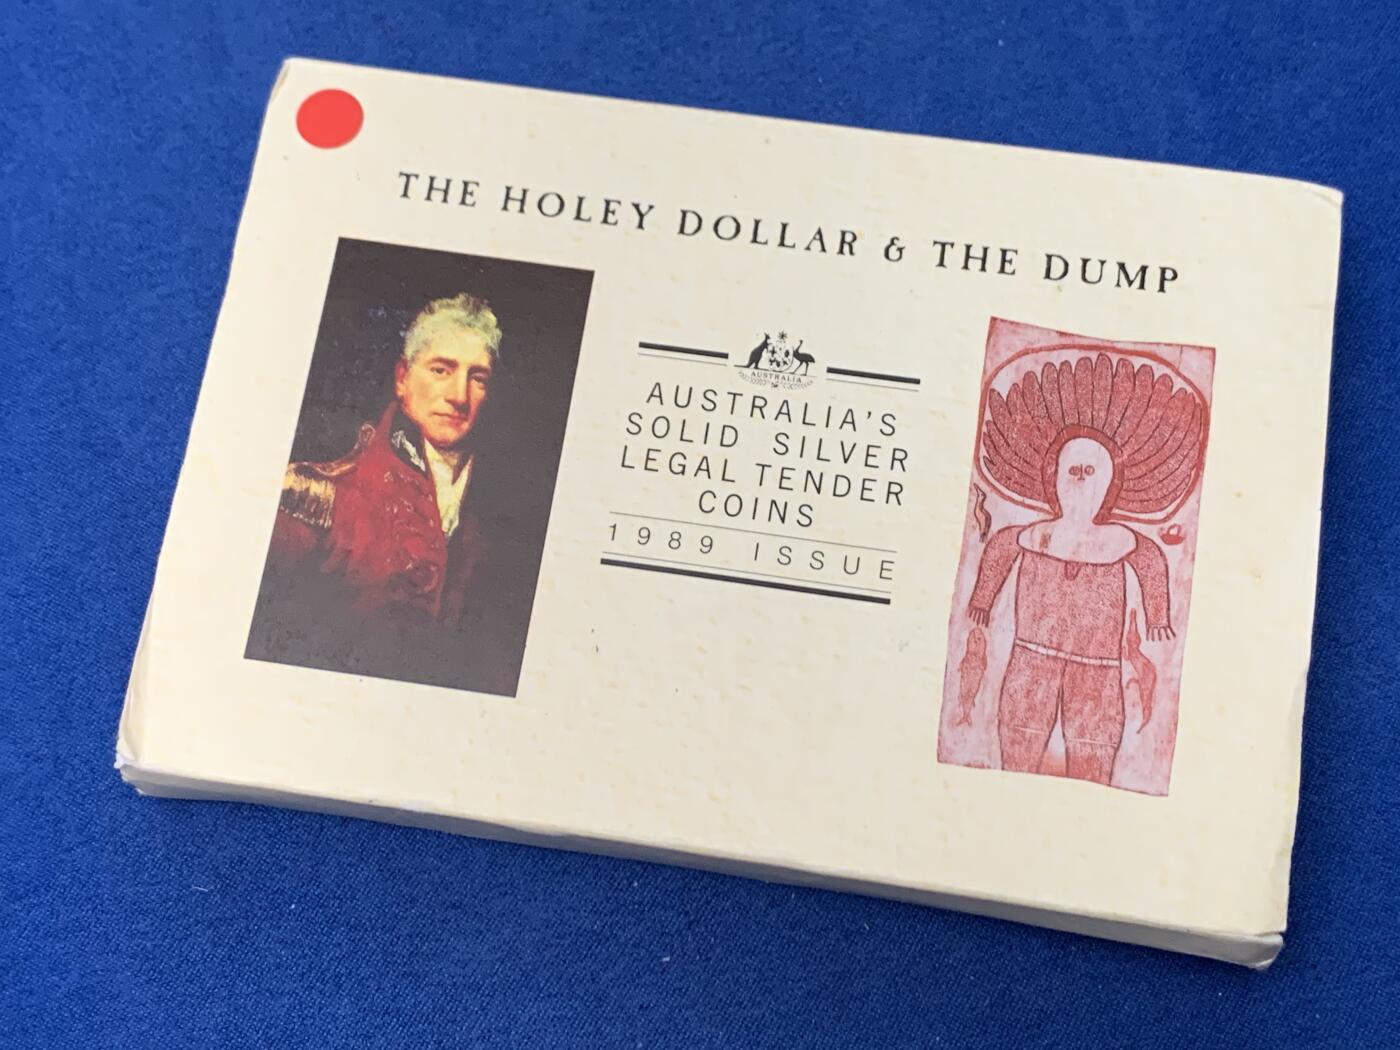 THE HOLEY DOLLAR & THE DUMP
AUSTRALIA
AUSTRALIA'S
SOLID SILVER
LEGAL TENDER
COINS
1989 ISSUE